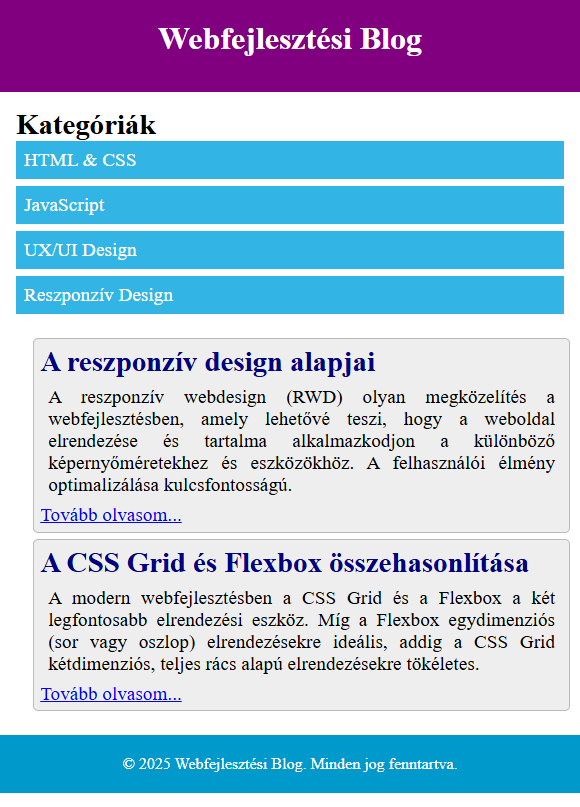 Webfejlesztési Blog
Kategóriák
HTML & CSS
JavaScript
UX/UI Design
Reszponzív Design
A reszponzív design alapjai
A reszponzív webdesign (RWD) olyan megközelítés a
webfejlesztésben, amely lehetővé teszi, hogy a weboldal
elrendezése és tartalma alkalmazkodjon a különböző
képernyőméretekhez és eszközökhöz. A felhasználói élmény
optimalizálása kulcsfontosságú.
Tovább olvasom...
A CSS Grid és Flexbox összehasonlítása
A modern webfejlesztésben a CSS Grid és a Flexbox a két
legfontosabb elrendezési eszköz. Míg a Flexbox egydimenziós
(sor vagy oszlop) elrendezésekre ideális, addig a CSS Grid
kétdimenziós, teljes rács alapú elrendezésekre tökéletes.
Tovább olvasom...
© 2025 Webfejlesztési Blog. Minden jog fenntartva.